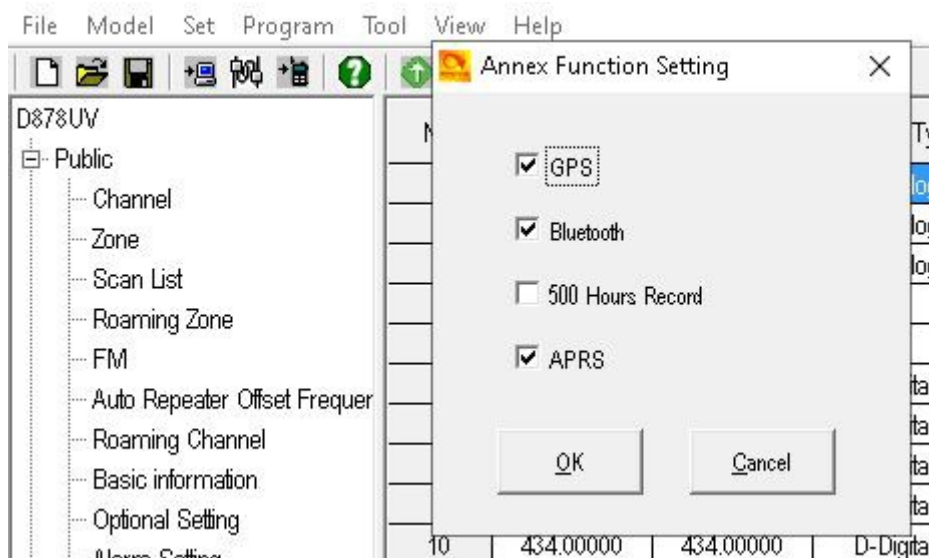 File Model Set Program Tool View Help
Annex Function Setting
D878UV
Public
Channel
Zone
Scan List
Roaming Zone
FM
Auto Repeater Offset Frequer
Roaming Channel
Basic information
Optional Setting
GPS
Bluetooth
500 Hours Record
APRS
OK Cancel
10 434.00000 434.00000 D-Digita